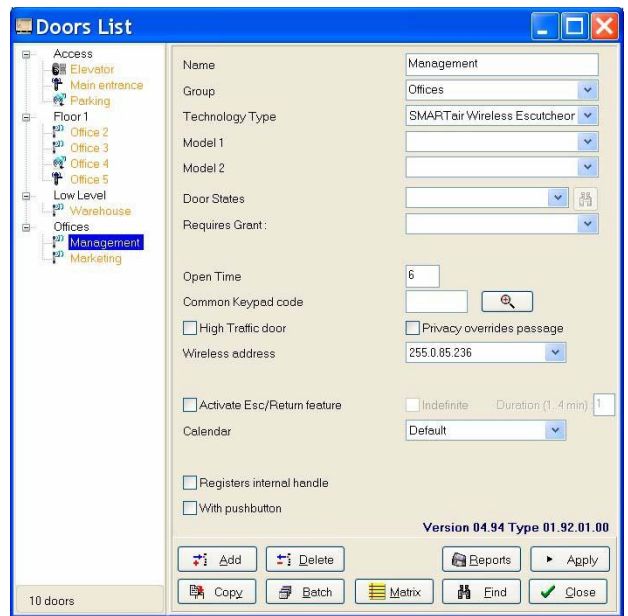 Doors List
Access
Elevator
Main entrance
Parking
Floor 1
Office 2
Office 3
Office 4
Office 5
Low Level
Warehouse
Offices
Management
Marketing
10 doors
Name Management
Group Offices
Technology Type SMARTair Wireless Escutcheor
Model 1
Model 2
Door States
Requires Grant :
Open Time 6
Common Keypad code
High Traffic door Privacy overrides passage
Wireless address 255.0.85.236
Activate Esc/Return feature Indefinite Duration (1..4 min) : 1
Calendar Default
Registers internal handle
With pushbutton
Version 04.94 Type 01.92.01.00
Add Delete Reports Apply
Copy Batch Matrix Find Close